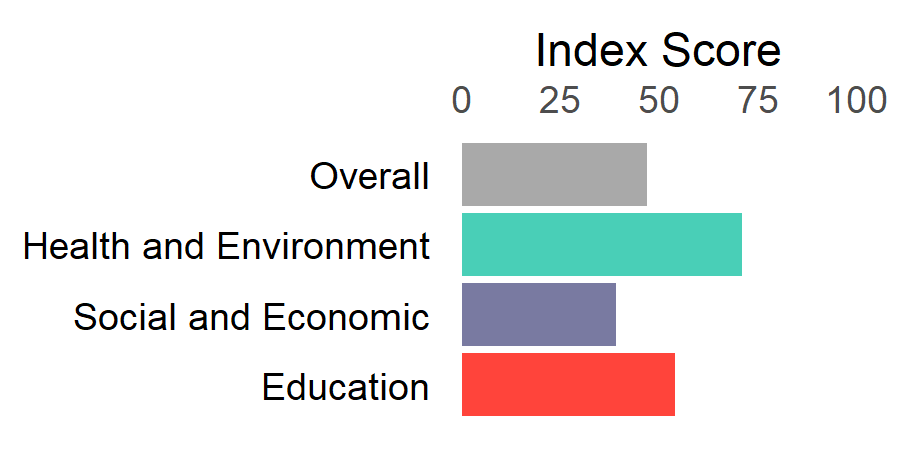 Index Score
0 25 50 75 100
Overall
Health and Environment
Social and Economic
Education